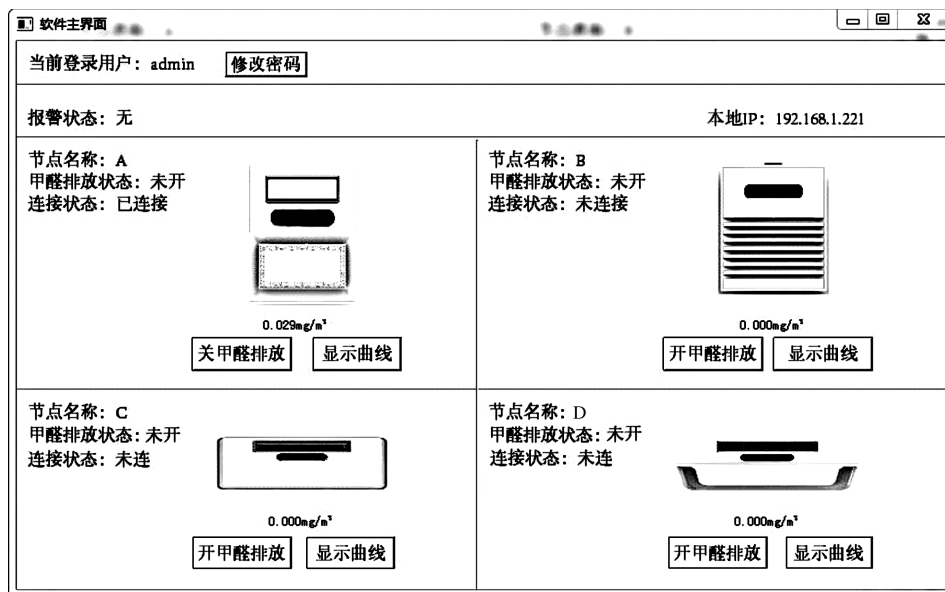 软件主界面
当前登录用户：admin 修改密码
报警状态：无 本地IP：192.168.1.221
节点名称：A
甲醛排放状态：未开
连接状态：已连接
0.029mg/m³
关甲醛排放 显示曲线
节点名称：B
甲醛排放状态：未开
连接状态：未连接
0.000mg/m³
开甲醛排放 显示曲线
节点名称：C
甲醛排放状态：未开
连接状态：未连
0.000mg/m³
开甲醛排放 显示曲线
节点名称：D
甲醛排放状态：未开
连接状态：未连
0.000mg/m³
开甲醛排放 显示曲线